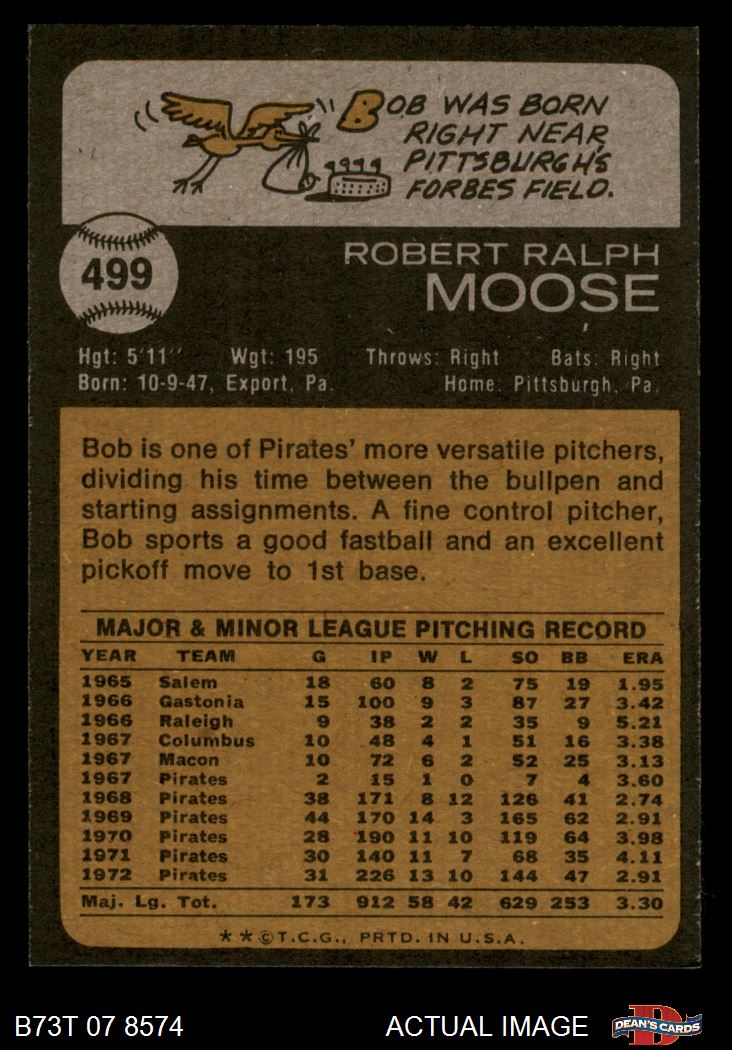 BOB WAS BORN
RIGHT NEAR
PITTSBURGH'S
FORBES FIELD.
499
ROBERT RALPH
MOOSE
Hgt: 5'11" Wgt: 195 Throws: Right Bats: Right
Born: 10-9-47, Export, Pa. Home: Pittsburgh, Pa.
Bob is one of Pirates' more versatile pitchers,
dividing his time between the bullpen and
starting assignments. A fine control pitcher,
Bob sports a good fastball and an excellent
pickoff move to 1st base.
MAJOR & MINOR LEAGUE PITCHING RECORD
YEAR TEAM G IP W L SO BB ERA
1965 Salem 18 60 8 2 75 19 1.95
1966 Gastonia 15 100 9 3 87 27 3.42
1966 Raleigh 9 38 2 2 35 9 5.21
1967 Columbus 10 48 4 1 51 16 3.38
1967 Macon 10 72 6 2 52 25 3.13
1967 Pirates 2 15 1 0 7 4 3.60
1968 Pirates 38 171 8 12 126 41 2.74
1969 Pirates 44 170 14 3 165 62 2.91
1970 Pirates 28 190 11 10 119 64 3.98
1971 Pirates 30 140 11 7 68 35 4.11
1972 Pirates 31 226 13 10 144 47 2.91
Maj. Lg. Tot. 173 912 58 42 629 253 3.30
**©T.C.G., PRTD. IN U.S.A.
B73T 07 8574 ACTUAL IMAGE D DEAN'S CARDS